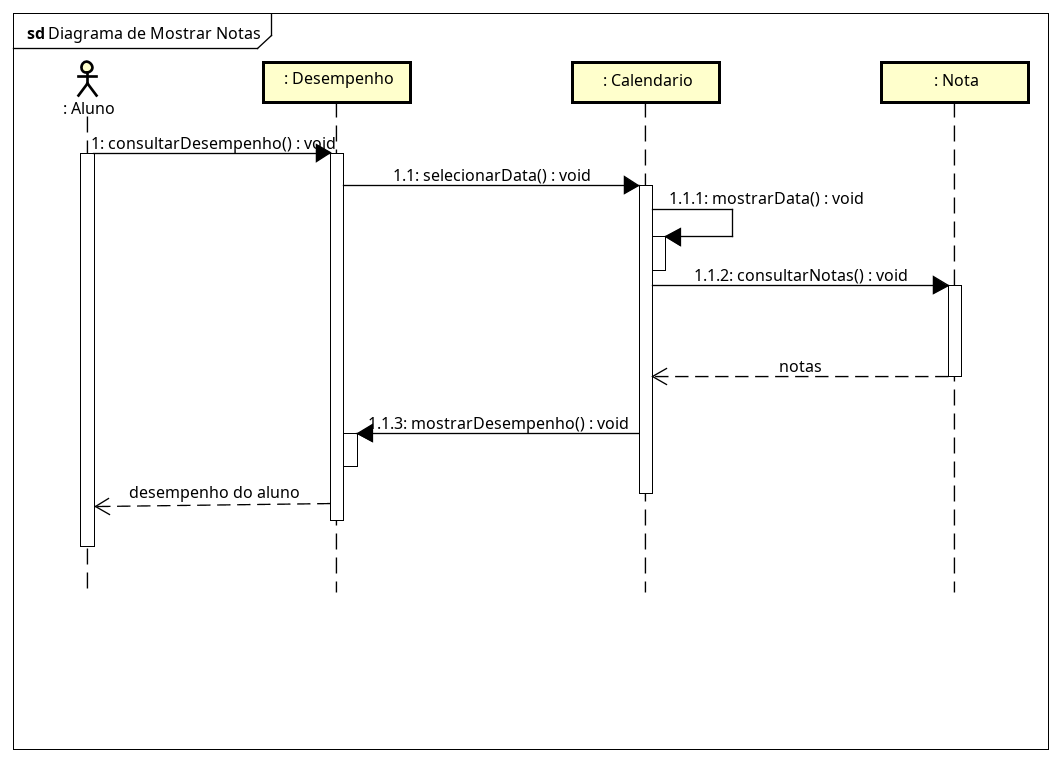 sd Diagrama de Mostrar Notas
: Aluno
: Desempenho
: Calendario
: Nota
1: consultarDesempenho() : void
1.1: selecionarData() : void
1.1.1: mostrarData() : void
1.1.2: consultarNotas() : void
notas
1.1.3: mostrarDesempenho() : void
desempenho do aluno